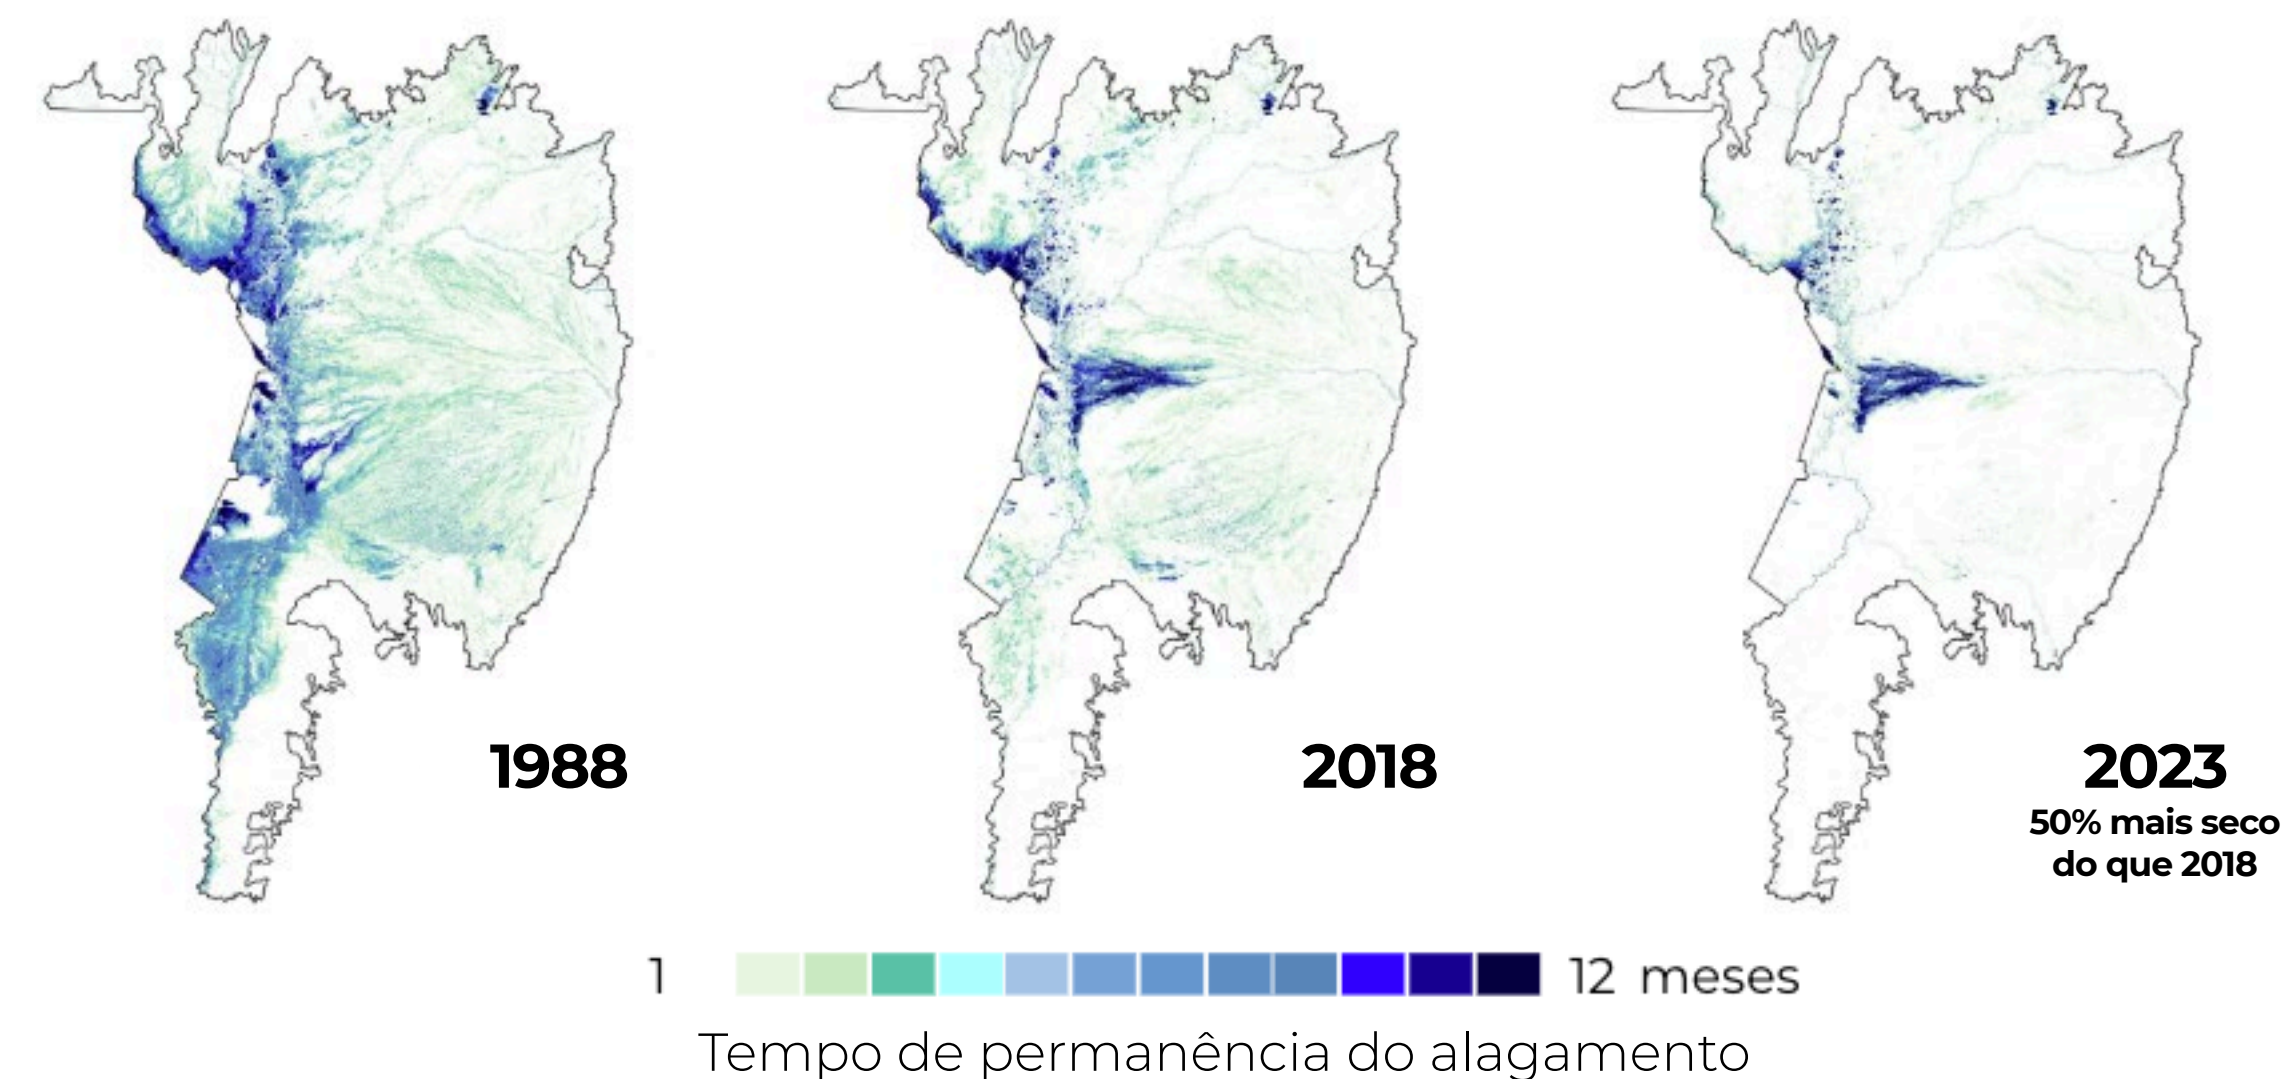 1988
2018
2023
50% mais seco
do que 2018
1
12 meses
Tempo de permanência do alagamento